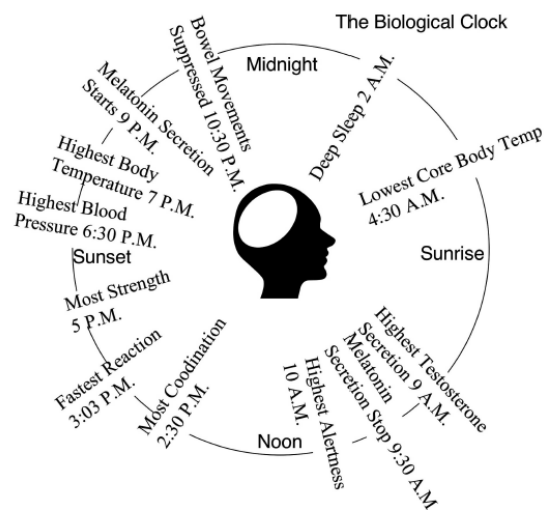 The Biological Clock
Midnight
Deep Sleep 2 A.M.
Lowest Core Body Temp
4:30 A.M.
Sunrise
Highest Testosterone
Secretion 9 A.M.
Melatonin
Secretion Stop 9:30 A.M
Highest Alertness
10 A.M.
Noon
Most Coodination
2:30 P.M.
Fastest Reaction
3:03 P.M.
Most Strength
5 P.M.
Sunset
Highest Blood
Pressure 6:30 P.M.
Highest Body
Temperature 7 P.M.
Melatonin Secretion
Starts 9 P.M.
Bowel Movements
Suppressed 10:30 P.M.